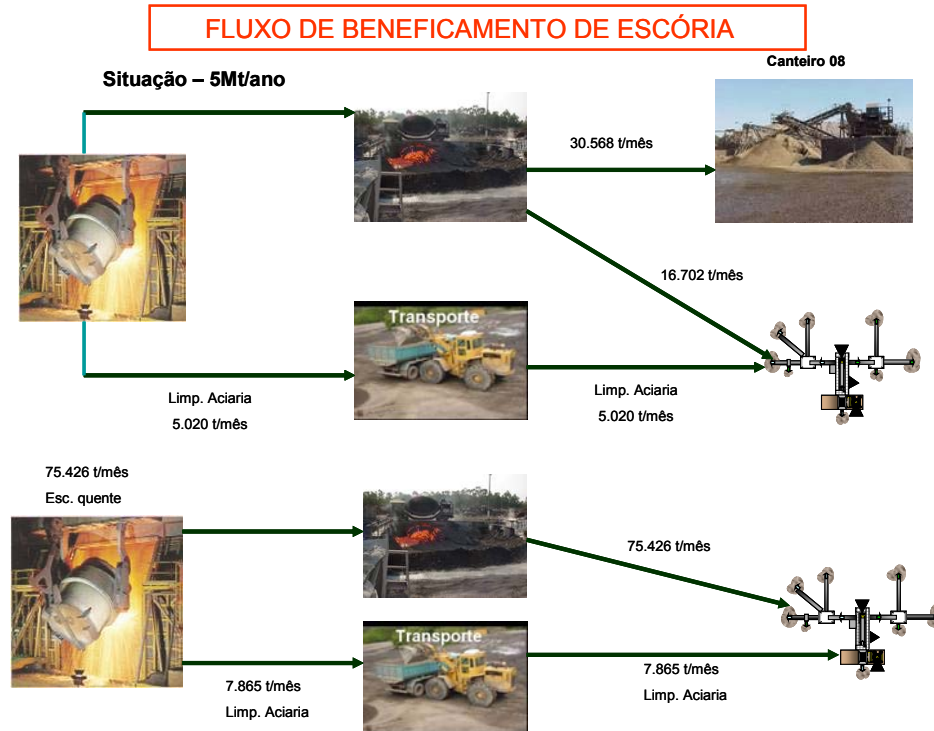 FLUXO DE BENEFICAMENTO DE ESCÓRIA
Canteiro 08
Situação – 5Mt/ano
30.568 t/mês
16.702 t/mês
Transporte
Limp. Aciaria
5.020 t/mês
Limp. Aciaria
5.020 t/mês
75.426 t/mês
Esc. quente
75.426 t/mês
Transporte
7.865 t/mês
Limp. Aciaria
7.865 t/mês
Limp. Aciaria